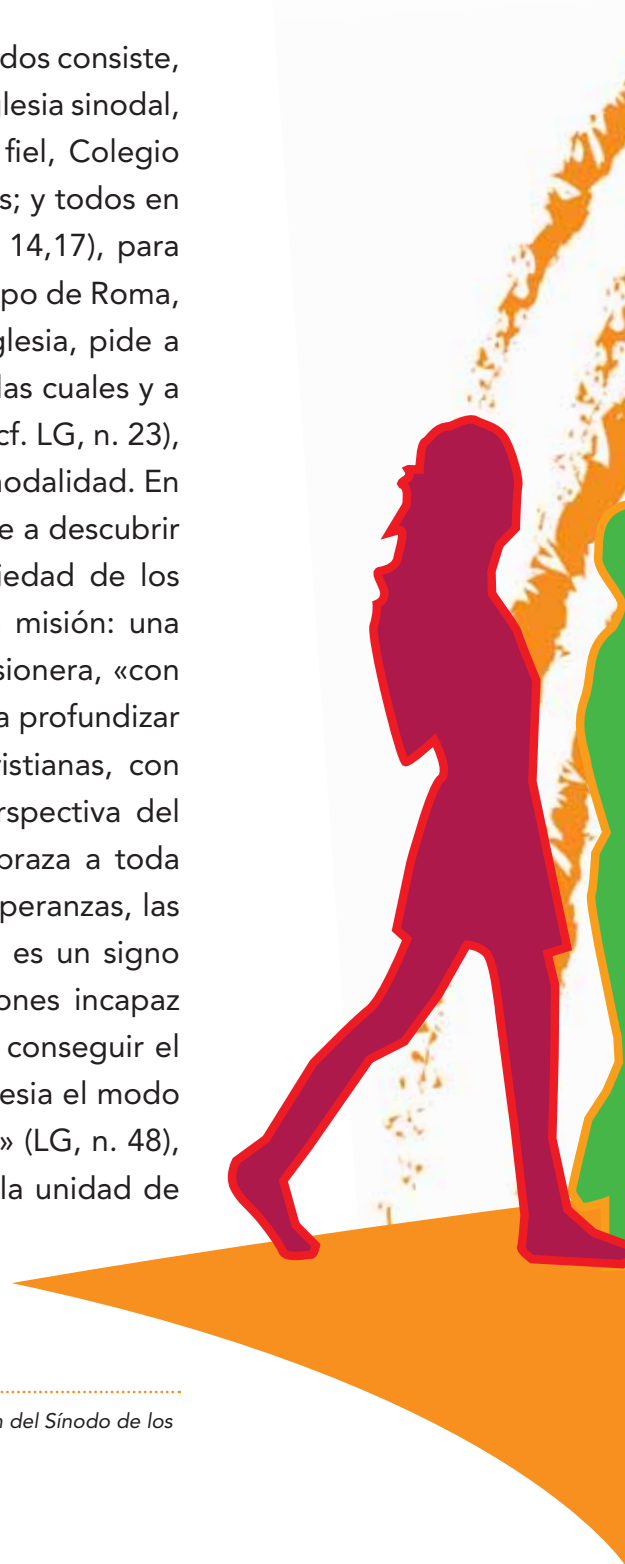 dos consiste,
glesia sinodal,
fiel, Colegio
s; y todos en
14,17), para
po de Roma,
glesia, pide a
las cuales y a
cf. LG, n. 23),
nodalidad. En
e a descubrir
iedad de los
misión: una
sionera, «con
a profundizar
ristianas, con
rspectiva del
braza a toda
peranzas, las
es un signo
ones incapaz
conseguir el
esia el modo
» (LG, n. 48),
la unidad de
n del Sínodo de los